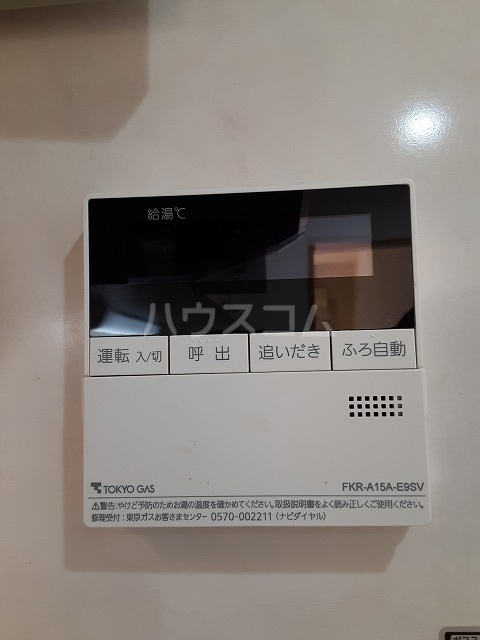 給湯℃
ハウスコム
運転 入/切 呼出 追いだき ふろ自動
TOKYO GAS FKR-A15A-E9SV
⚠警告:やけど予防のためお湯の温度を確かめてください。取扱説明書をよく読み正しくご使用ください。
修理受付:東京ガスお客さまセンター 0570-002211 (ナビダイヤル)